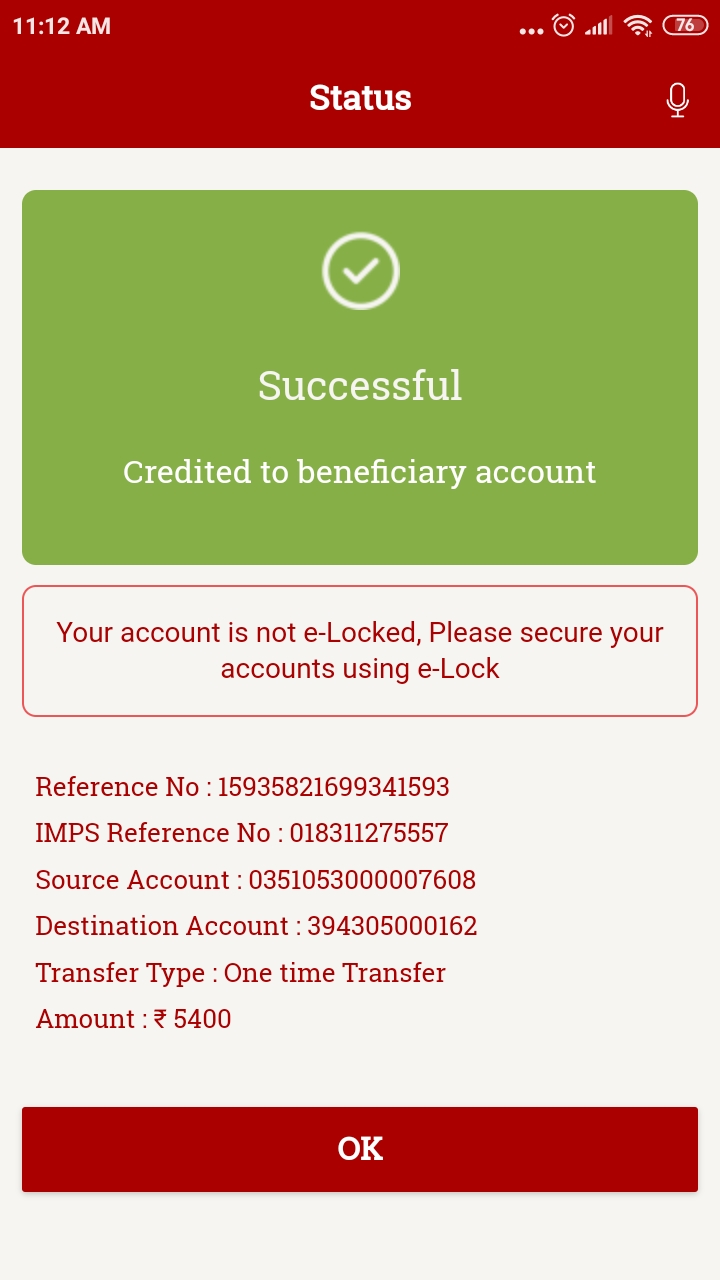 11:12 AM
76
Status
Successful
Credited to beneficiary account
Your account is not e-Locked, Please secure your
accounts using e-Lock
Reference No : 15935821699341593
IMPS Reference No : 018311275557
Source Account : 0351053000007608
Destination Account : 394305000162
Transfer Type : One time Transfer
Amount : ₹ 5400
OK